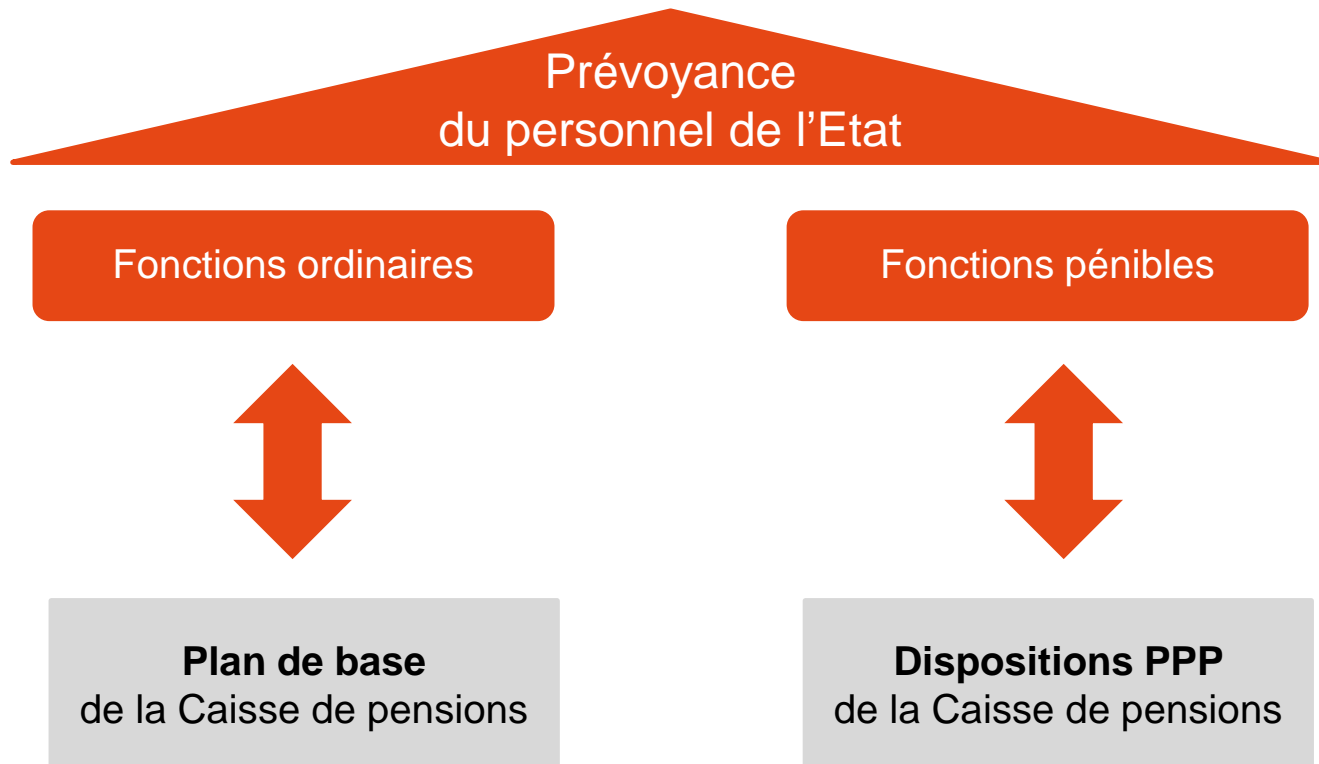 Prévoyance
du personnel de l’Etat
Fonctions ordinaires
Fonctions pénibles
Plan de base
de la Caisse de pensions
Dispositions PPP
de la Caisse de pensions